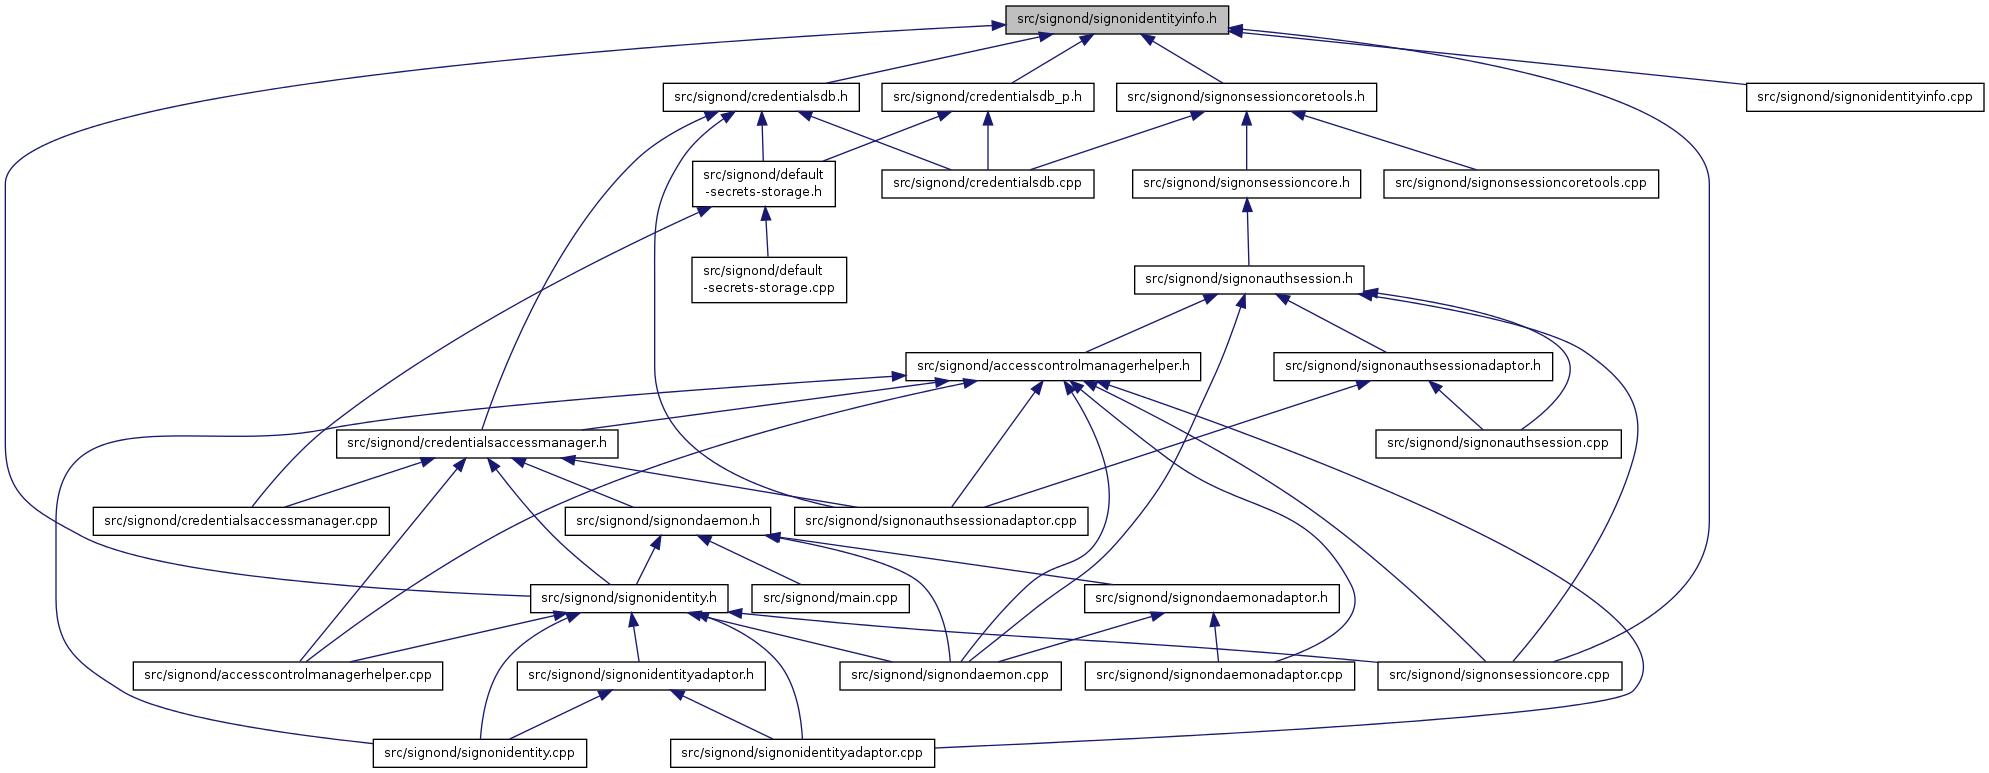 src/signond/signonidentityinfo.h
src/signond/credentialsdb.h
src/signond/credentialsdb_p.h
src/signond/signonsessioncoretools.h
src/signond/signonidentityinfo.cpp
src/signond/default
-secrets-storage.h
src/signond/credentialsdb.cpp
src/signond/signonsessioncore.h
src/signond/signonsessioncoretools.cpp
src/signond/default
-secrets-storage.cpp
src/signond/signonauthsession.h
src/signond/accesscontrolmanagerhelper.h
src/signond/signonauthsessionadaptor.h
src/signond/credentialsaccessmanager.h
src/signond/signonauthsession.cpp
src/signond/credentialsaccessmanager.cpp
src/signond/signondaemon.h
src/signond/signonauthsessionadaptor.cpp
src/signond/signonidentity.h
src/signond/main.cpp
src/signond/signondaemonadaptor.h
src/signond/accesscontrolmanagerhelper.cpp
src/signond/signonidentityadaptor.h
src/signond/signondaemon.cpp
src/signond/signondaemonadaptor.cpp
src/signond/signonsessioncore.cpp
src/signond/signonidentity.cpp
src/signond/signonidentityadaptor.cpp